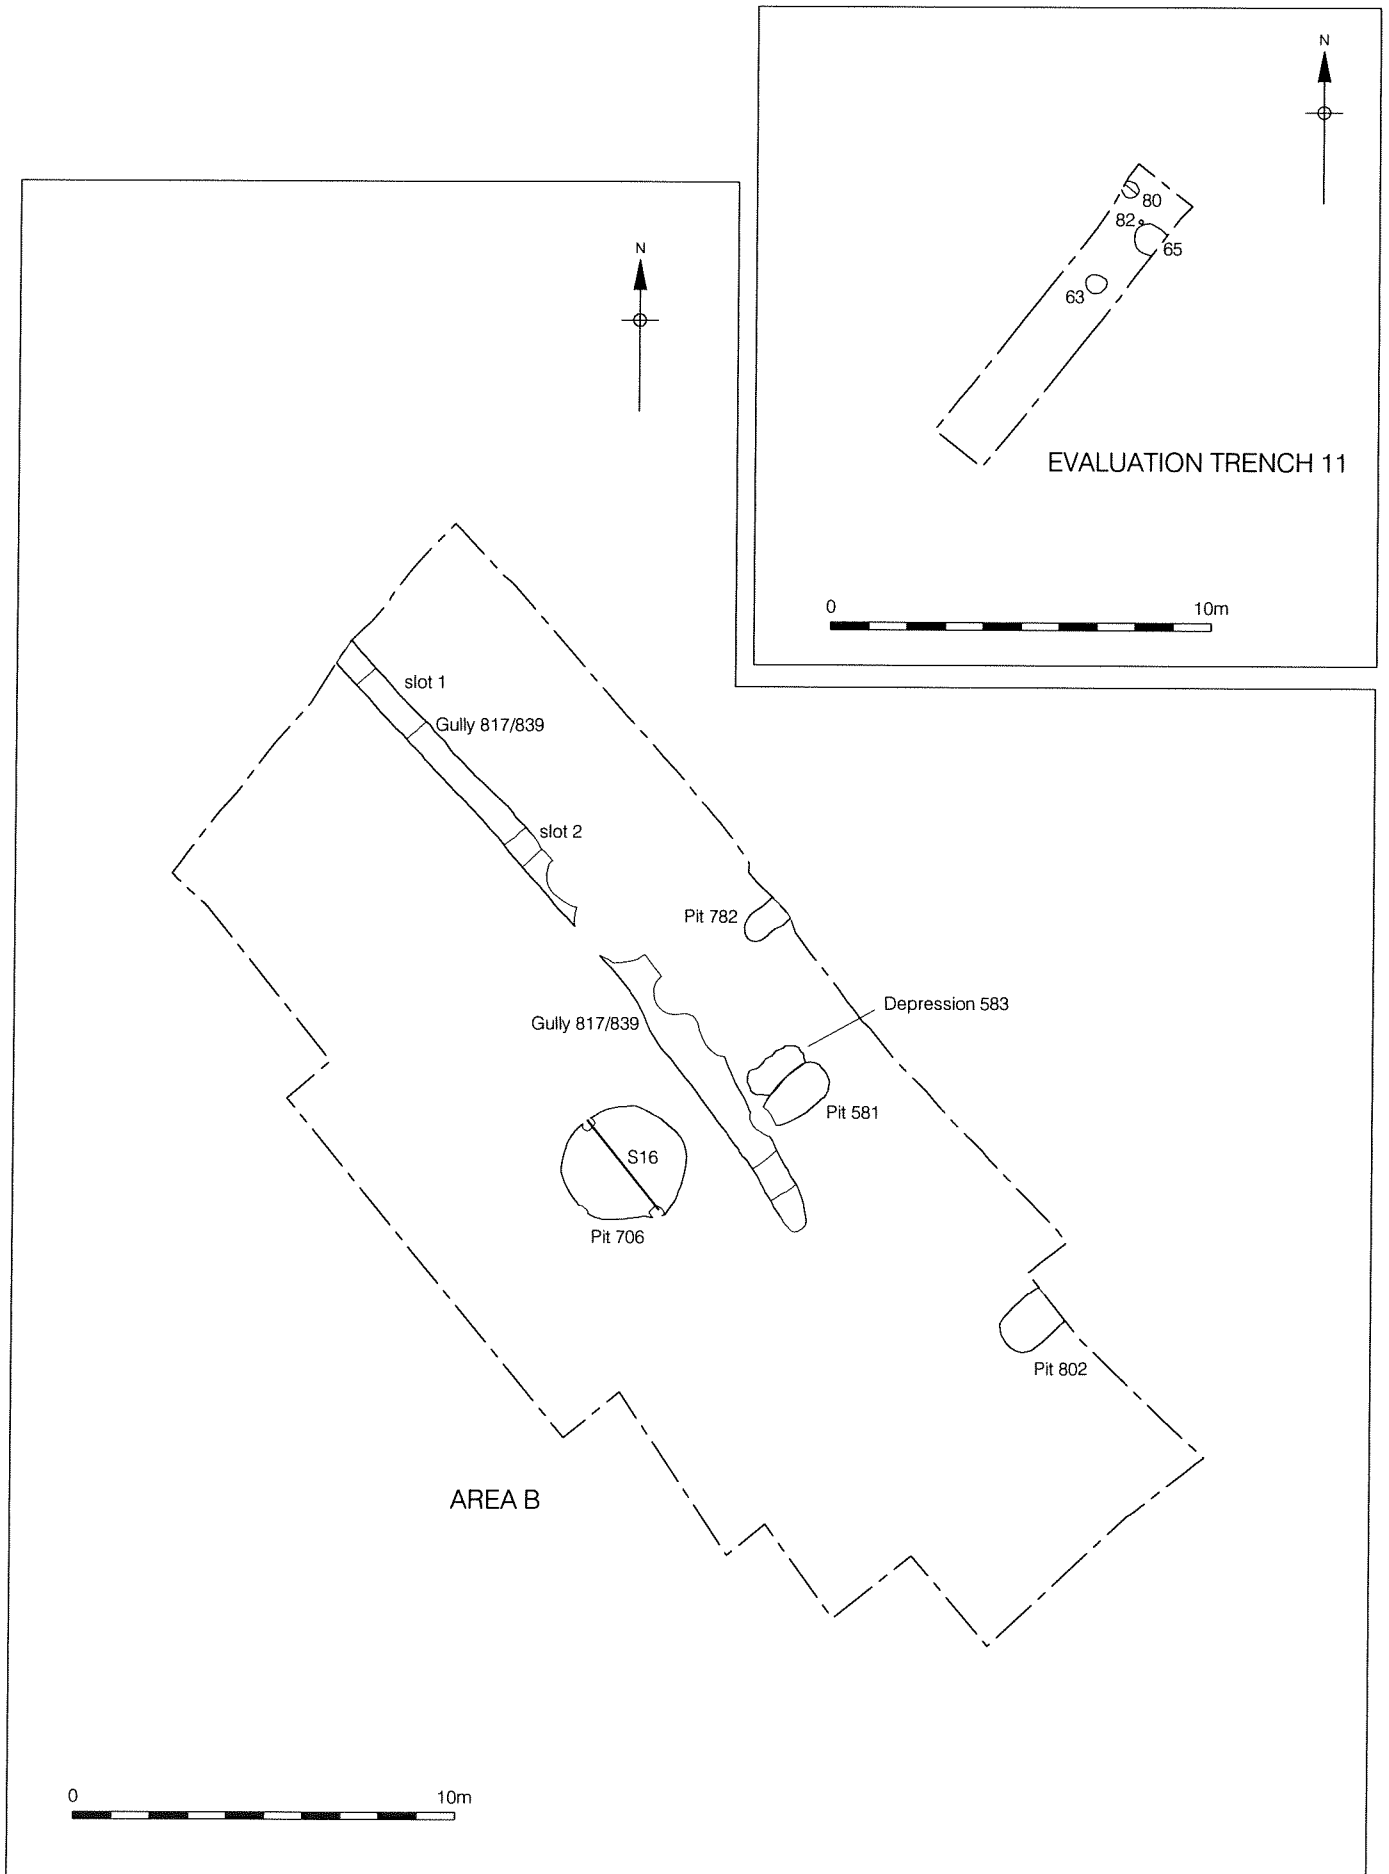 N
80
82
65
63
EVALUATION TRENCH 11
0 10m
N
slot 1
Gully 817/839
slot 2
Pit 782
Depression 583
Gully 817/839
Pit 581
S16
Pit 706
Pit 802
AREA B
0 10m